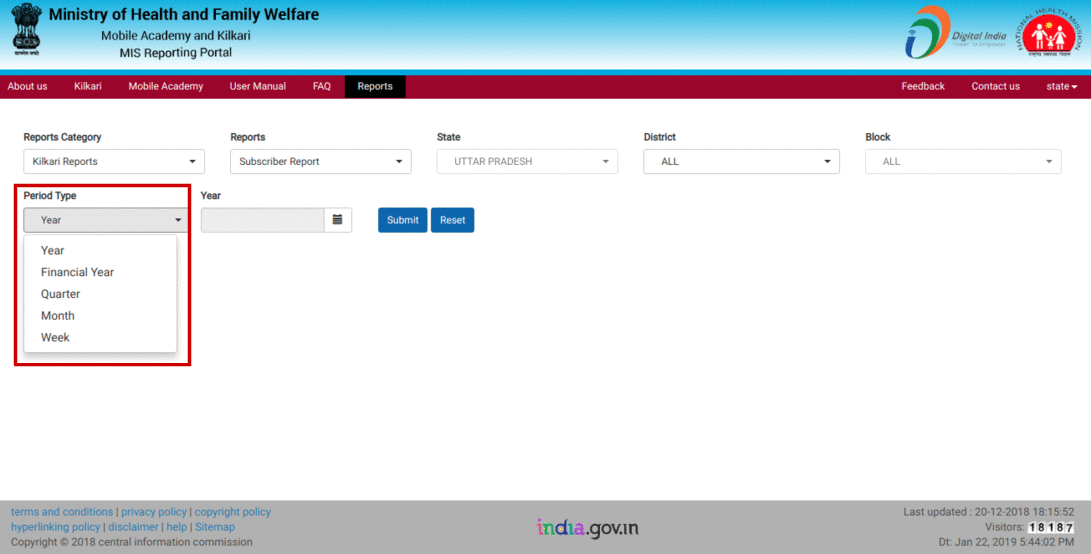 Ministry of Health and Family Welfare
Mobile Academy and Kilkari
MIS Reporting Portal
सत्यमेव जयते
Digital India
Power To Empower
NATIONAL HEALTH MISSION
About us Kilkari Mobile Academy User Manual FAQ Reports Feedback Contact us state
Reports Category Reports State District Block
Kilkari Reports Subscriber Report UTTAR PRADESH ALL ALL
Period Type Year
Year Submit Reset
Year
Financial Year
Quarter
Month
Week
terms and conditions | privacy policy | copyright policy
hyperlinking policy | disclaimer | help | Sitemap
Copyright © 2018 central information commission
india.gov.in
Last updated : 20-12-2018 18:15:52
Visitors: 18187
Dt: Jan 22, 2019 5:44:02 PM